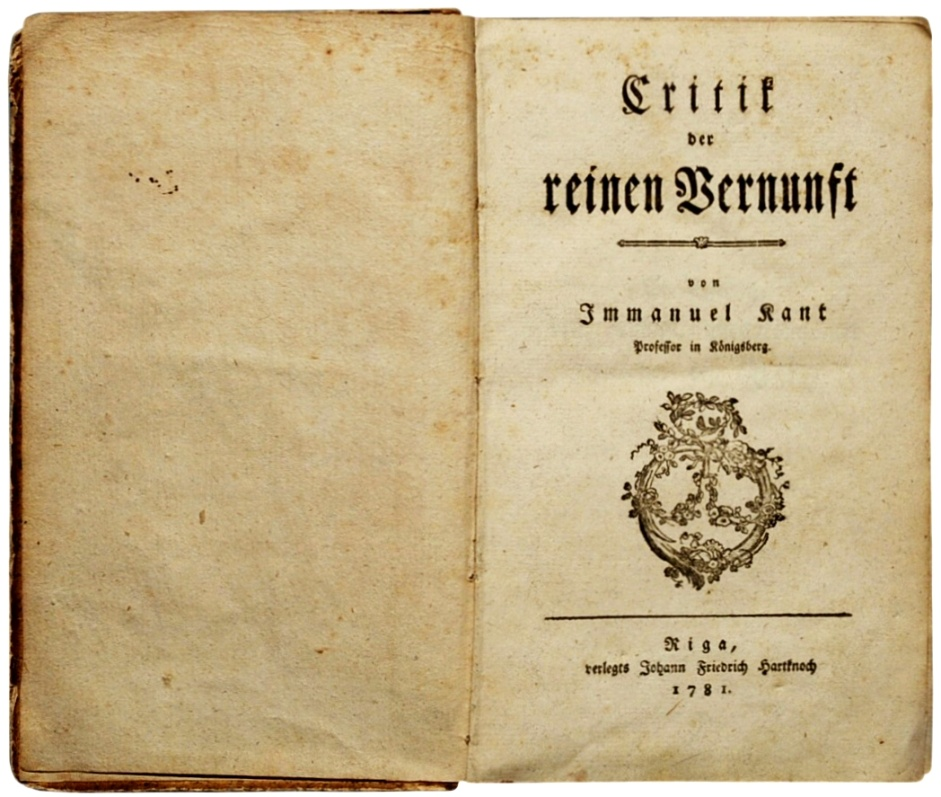 Critik
der
reinen Vernunft
von
Immanuel Kant
Professor in Königsberg.
Riga,
verlegts Johann Friedrich Hartknoch
1781.